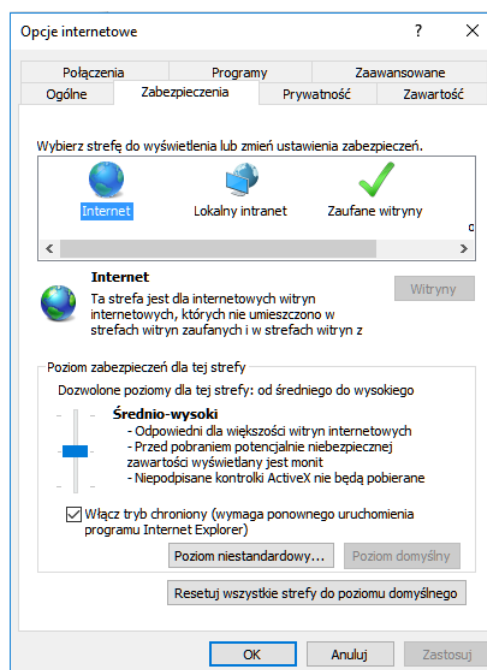 Opcje internetowe
?
Połączenia Programy Zaawansowane
Ogólne Zabezpieczenia Prywatność Zawartość
Wybierz strefę do wyświetlenia lub zmień ustawienia zabezpieczeń.
Internet Lokalny intranet Zaufane witryny
Internet
Witryny
Ta strefa jest dla internetowych witryn
internetowych, których nie umieszczono w
strefach witryn zaufanych i w strefach witryn z
Poziom zabezpieczeń dla tej strefy
Dozwolone poziomy dla tej strefy: od średniego do wysokiego
Średnio-wysoki
- Odpowiedni dla większości witryn internetowych
- Przed pobraniem potencjalnie niebezpiecznej
zawartości wyświetlany jest monit
- Niepodpisane kontrolki ActiveX nie będą pobierane
Włącz tryb chroniony (wymaga ponownego uruchomienia
programu Internet Explorer)
Poziom niestandardowy... Poziom domyślny
Resetuj wszystkie strefy do poziomu domyślnego
OK Anuluj Zastosuj